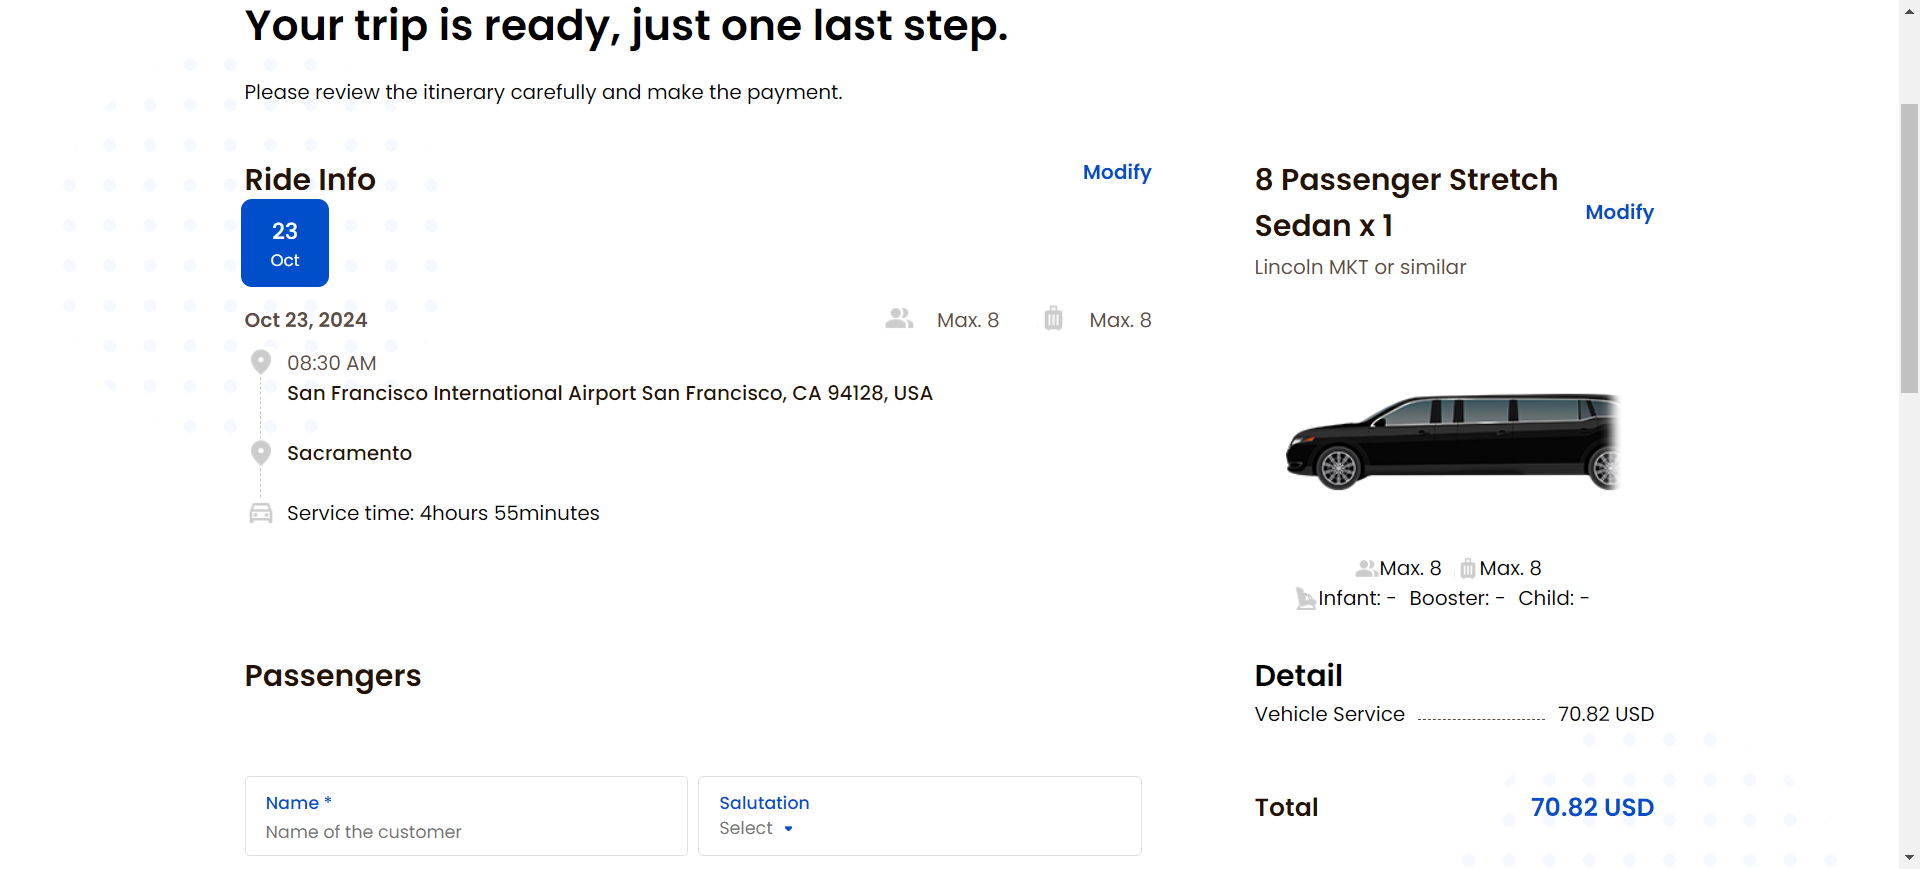 Your trip is ready, just one last step.
Please review the itinerary carefully and make the payment.
Ride Info
Modify
23
Oct
Oct 23, 2024
Max. 8
Max. 8
08:30 AM
San Francisco International Airport San Francisco, CA 94128, USA
Sacramento
Service time: 4hours 55minutes
8 Passenger Stretch
Sedan x 1
Modify
Lincoln MKT or similar
Max. 8 Max. 8
Infant: - Booster: - Child: -
Passengers
Name *
Name of the customer
Salutation
Select
Detail
Vehicle Service 70.82 USD
Total 70.82 USD